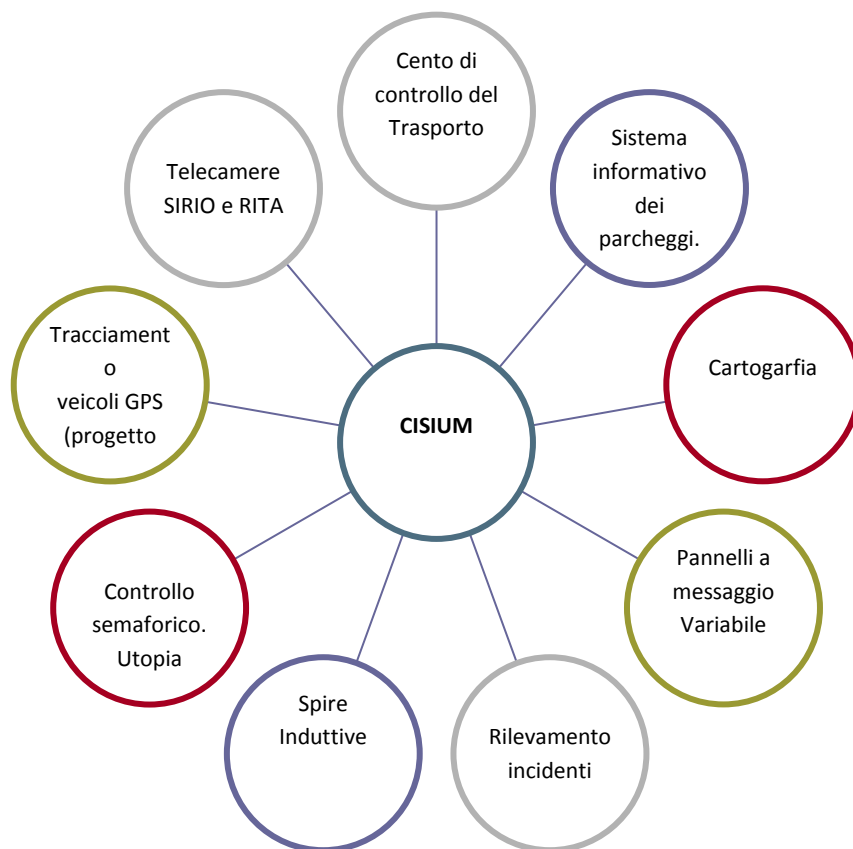 Cento di
controllo del
Trasporto
Sistema
informativo
dei
parcheggi.
Telecamere
SIRIO e RITA
Cartogarfia
Tracciament
o
veicoli GPS
(progetto
CISIUM
Pannelli a
messaggio
Variabile
Controllo
semaforico.
Utopia
Spire
Induttive
Rilevamento
incidenti